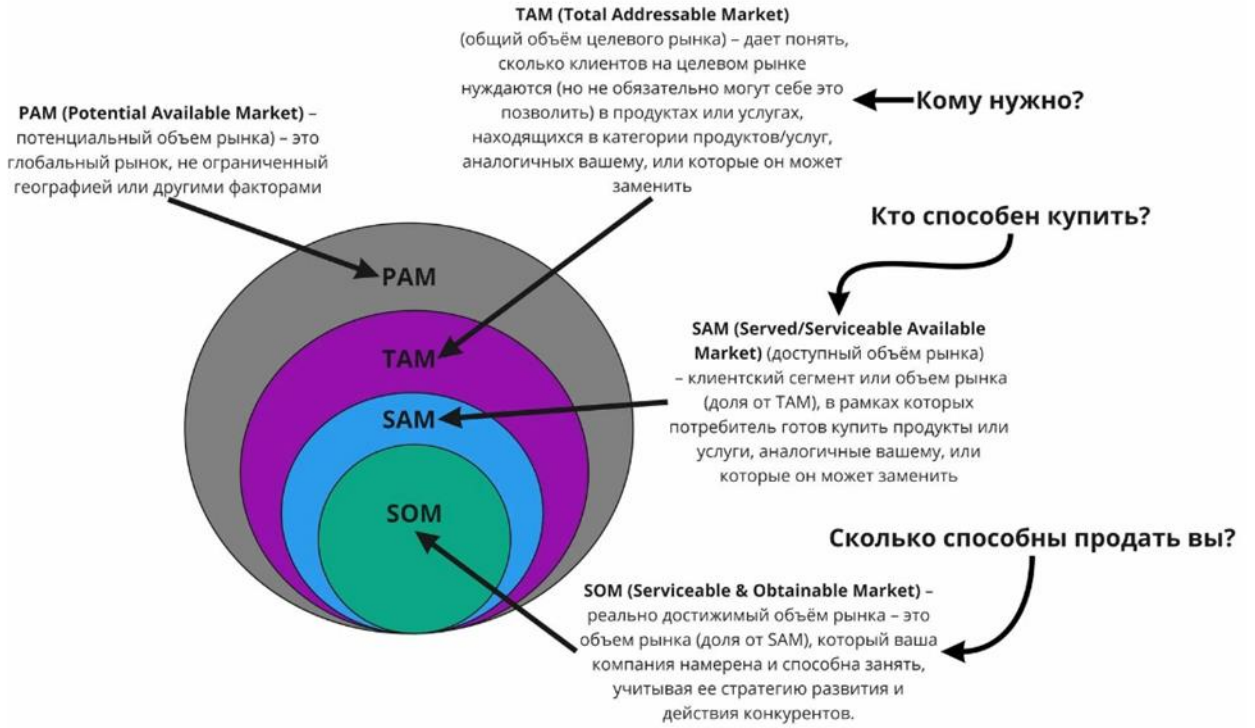 TAM (Total Addressable Market)
(общий объём целевого рынка) – дает понять,
сколько клиентов на целевом рынке
нуждаются (но не обязательно могут себе это
позволить) в продуктах или услугах,
находящихся в категории продуктов/услуг,
аналогичных вашему, или которые он может
заменить
Кому нужно?
PAM (Potential Available Market) –
потенциальный объем рынка) – это
глобальный рынок, не ограниченный
географией или другими факторами
Кто способен купить?
PAM
TAM
SAM
SOM
SAM (Served/Serviceable Available
Market) (доступный объём рынка)
– клиентский сегмент или объем рынка
(доля от TAM), в рамках которых
потребитель готов купить продукты или
услуги, аналогичные вашему, или
которые он может заменить
Сколько способны продать вы?
SOM (Serviceable & Obtainable Market) –
реально достижимый объём рынка – это
объем рынка (доля от SAM), который ваша
компания намерена и способна занять,
учитывая ее стратегию развития и
действия конкурентов.